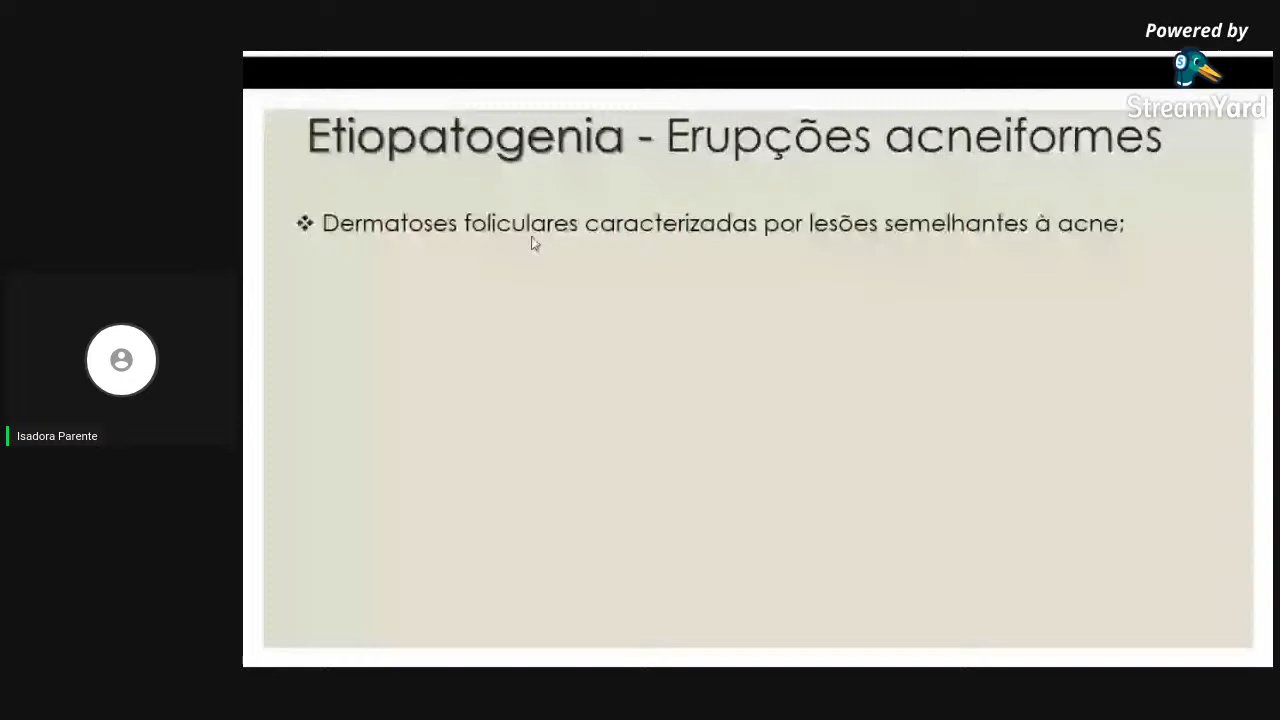 Powered by
StreamYard
Etiopatogenia - Erupções acneiformes
❖ Dermatoses foliculares caracterizadas por lesões semelhantes à acne;
Isadora Parente